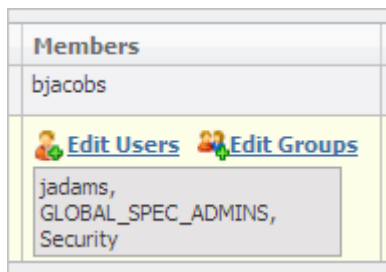 Members
bjacobs
Edit Users Edit Groups
jadams,
GLOBAL_SPEC_ADMINS,
Security